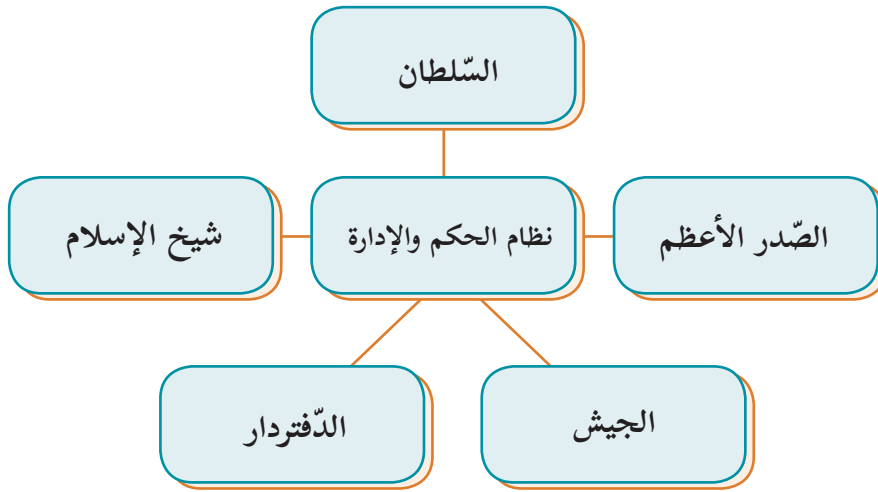 السّلطان
الصّدر الأعظم
نظام الحكم والإدارة
شيخ الإسلام
الجيش
الدّفتردار